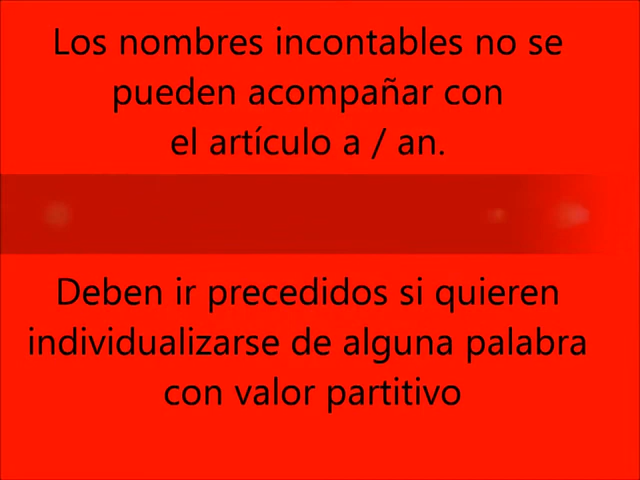 Los nombres incontables no se
pueden acompañar con
el artículo a / an.
Deben ir precedidos si quieren
individualizarse de alguna palabra
con valor partitivo